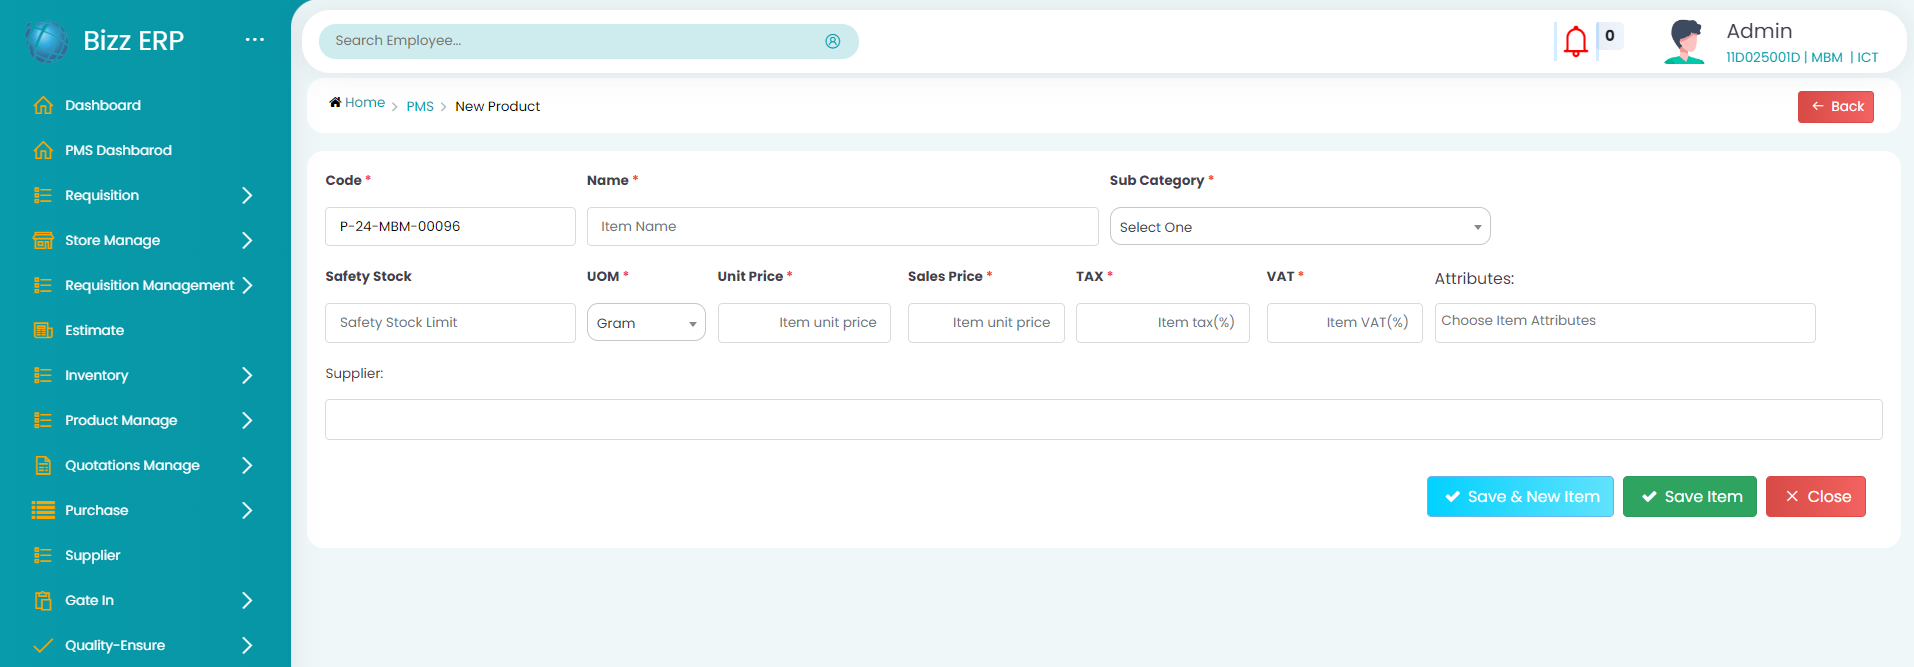 Bizz ERP
Search Employee...
0
Admin
11D025001D | MBM | ICT
Dashboard
PMS Dashbarod
Requisition
Store Manage
Requisition Management
Estimate
Inventory
Product Manage
Quotations Manage
Purchase
Supplier
Gate In
Quality-Ensure
Home > PMS > New Product
Back
Code * Name * Sub Category *
P-24-MBM-00096 Item Name Select One
Safety Stock UOM * Unit Price * Sales Price * TAX * VAT * Attributes:
Safety Stock Limit Gram Item unit price Item unit price Item tax(%) Item VAT(%) Choose Item Attributes
Supplier:
Save & New Item Save Item Close